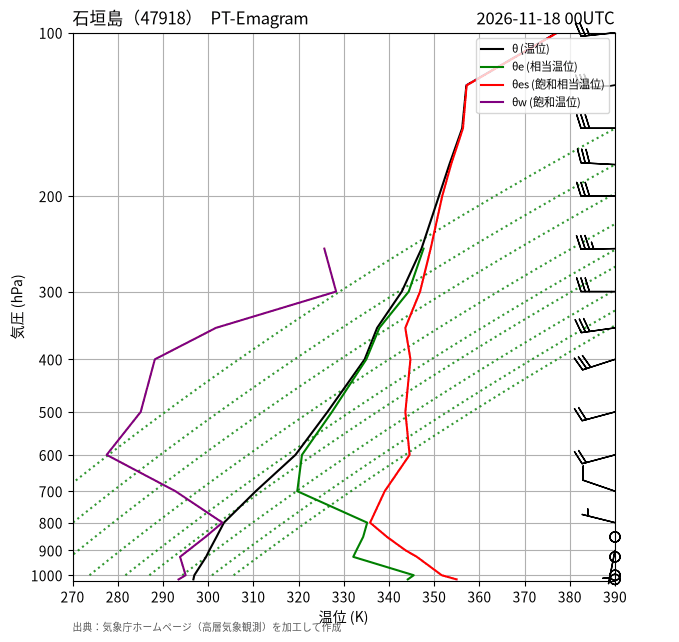 石垣島（47918） PT-Emagram
2026-11-18 00UTC
θ (温位)
θe (相当温位)
θes (飽和相当温位)
θw (飽和温位)
気圧 (hPa)
100
200
300
400
500
600
700
800
900
1000
270 280 290 300 310 320 330 340 350 360 370 380 390
温位 (K)
出典：気象庁ホームページ（高層気象観測）を加工して作成